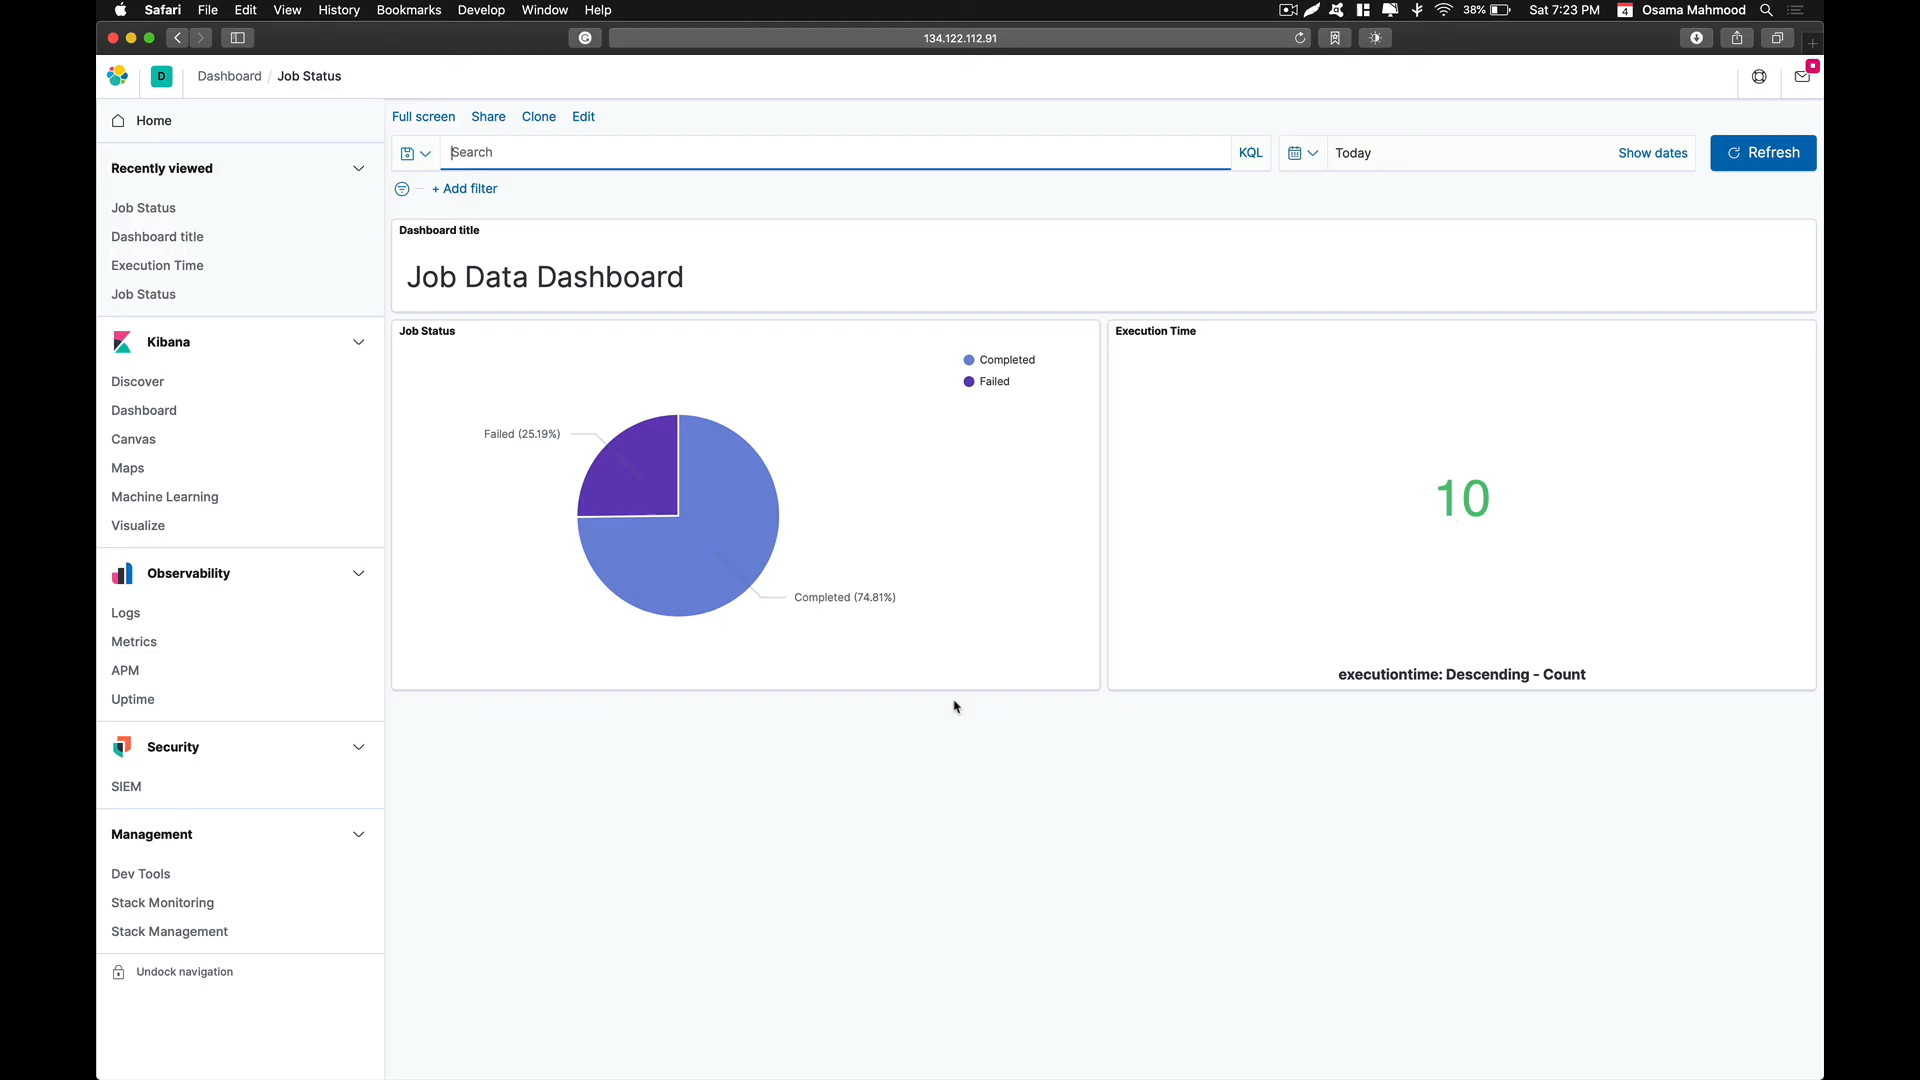 Safari File Edit View History Bookmarks Develop Window Help 38% Sat 7:23 PM 4 Osama Mahmood
134.122.112.91
D Dashboard / Job Status
Home
Recently viewed
Job Status
Dashboard title
Execution Time
Job Status
Kibana
Discover
Dashboard
Canvas
Maps
Machine Learning
Visualize
Observability
Logs
Metrics
APM
Uptime
Security
SIEM
Management
Dev Tools
Stack Monitoring
Stack Management
Undock navigation
Full screen Share Clone Edit
Search KQL Today Show dates Refresh
+ Add filter
Dashboard title
Job Data Dashboard
Job Status
Completed
Failed
Failed (25.19%)
Completed (74.81%)
Execution Time
10
executiontime: Descending - Count